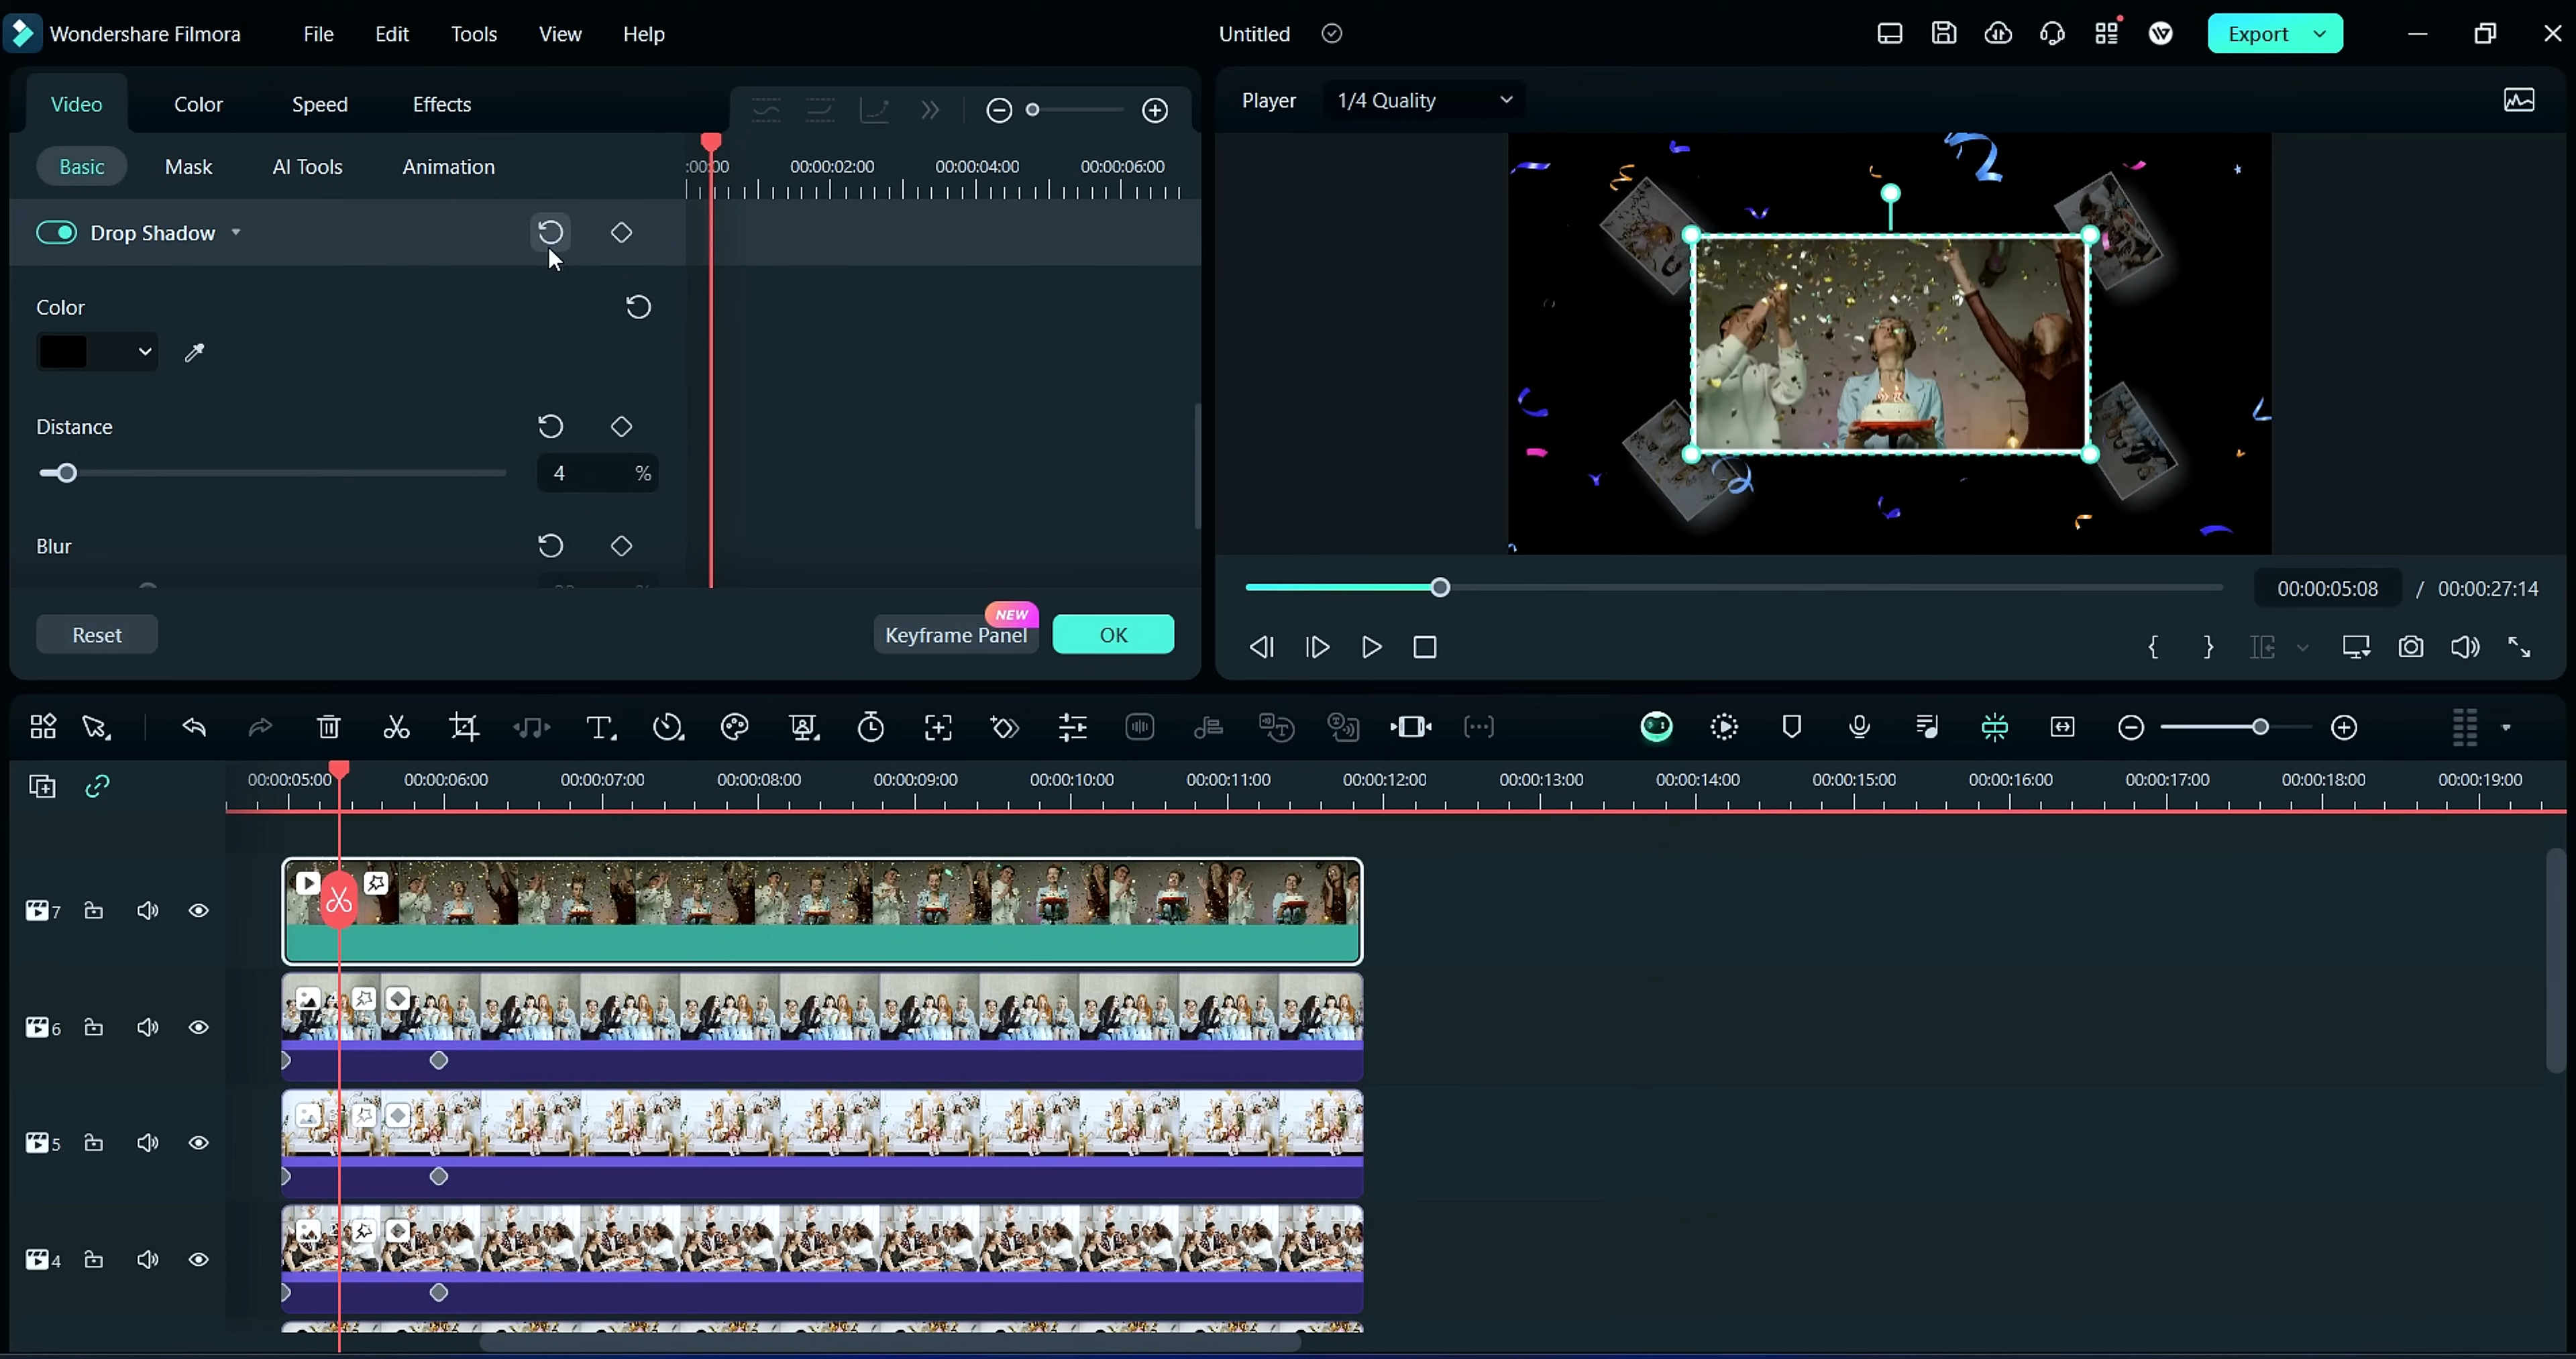 Wondershare Filmora File Edit Tools View Help Untitled Export
Video Color Speed Effects
Player 1/4 Quality
Basic Mask AI Tools Animation
:00:00 00:00:02:00 00:00:04:00 00:00:06:00
Drop Shadow
Color
Distance
4 %
Blur
00:00:05:08 / 00:00:27:14
Reset
NEW
Keyframe Panel
OK
00:00:05:00 00:00:06:00 00:00:07:00 00:00:08:00 00:00:09:00 00:00:10:00 00:00:11:00 00:00:12:00 00:00:13:00 00:00:14:00 00:00:15:00 00:00:16:00 00:00:17:00 00:00:18:00 00:00:19:00
7
6
5
4